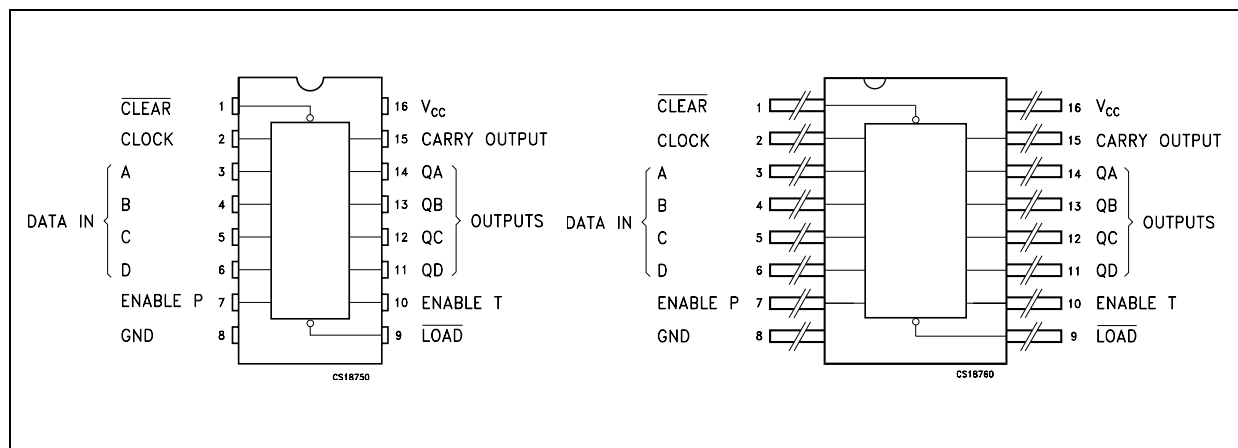 CLEAR 1 16 VCC
CLOCK 2 15 CARRY OUTPUT
A 3 14 QA
B 4 13 QB
DATA IN OUTPUTS
C 5 12 QC
D 6 11 QD
ENABLE P 7 10 ENABLE T
GND 8 9 LOAD
CS18750
CLEAR 1 16 VCC
CLOCK 2 15 CARRY OUTPUT
A 3 14 QA
B 4 13 QB
DATA IN OUTPUTS
C 5 12 QC
D 6 11 QD
ENABLE P 7 10 ENABLE T
GND 8 9 LOAD
CS18760